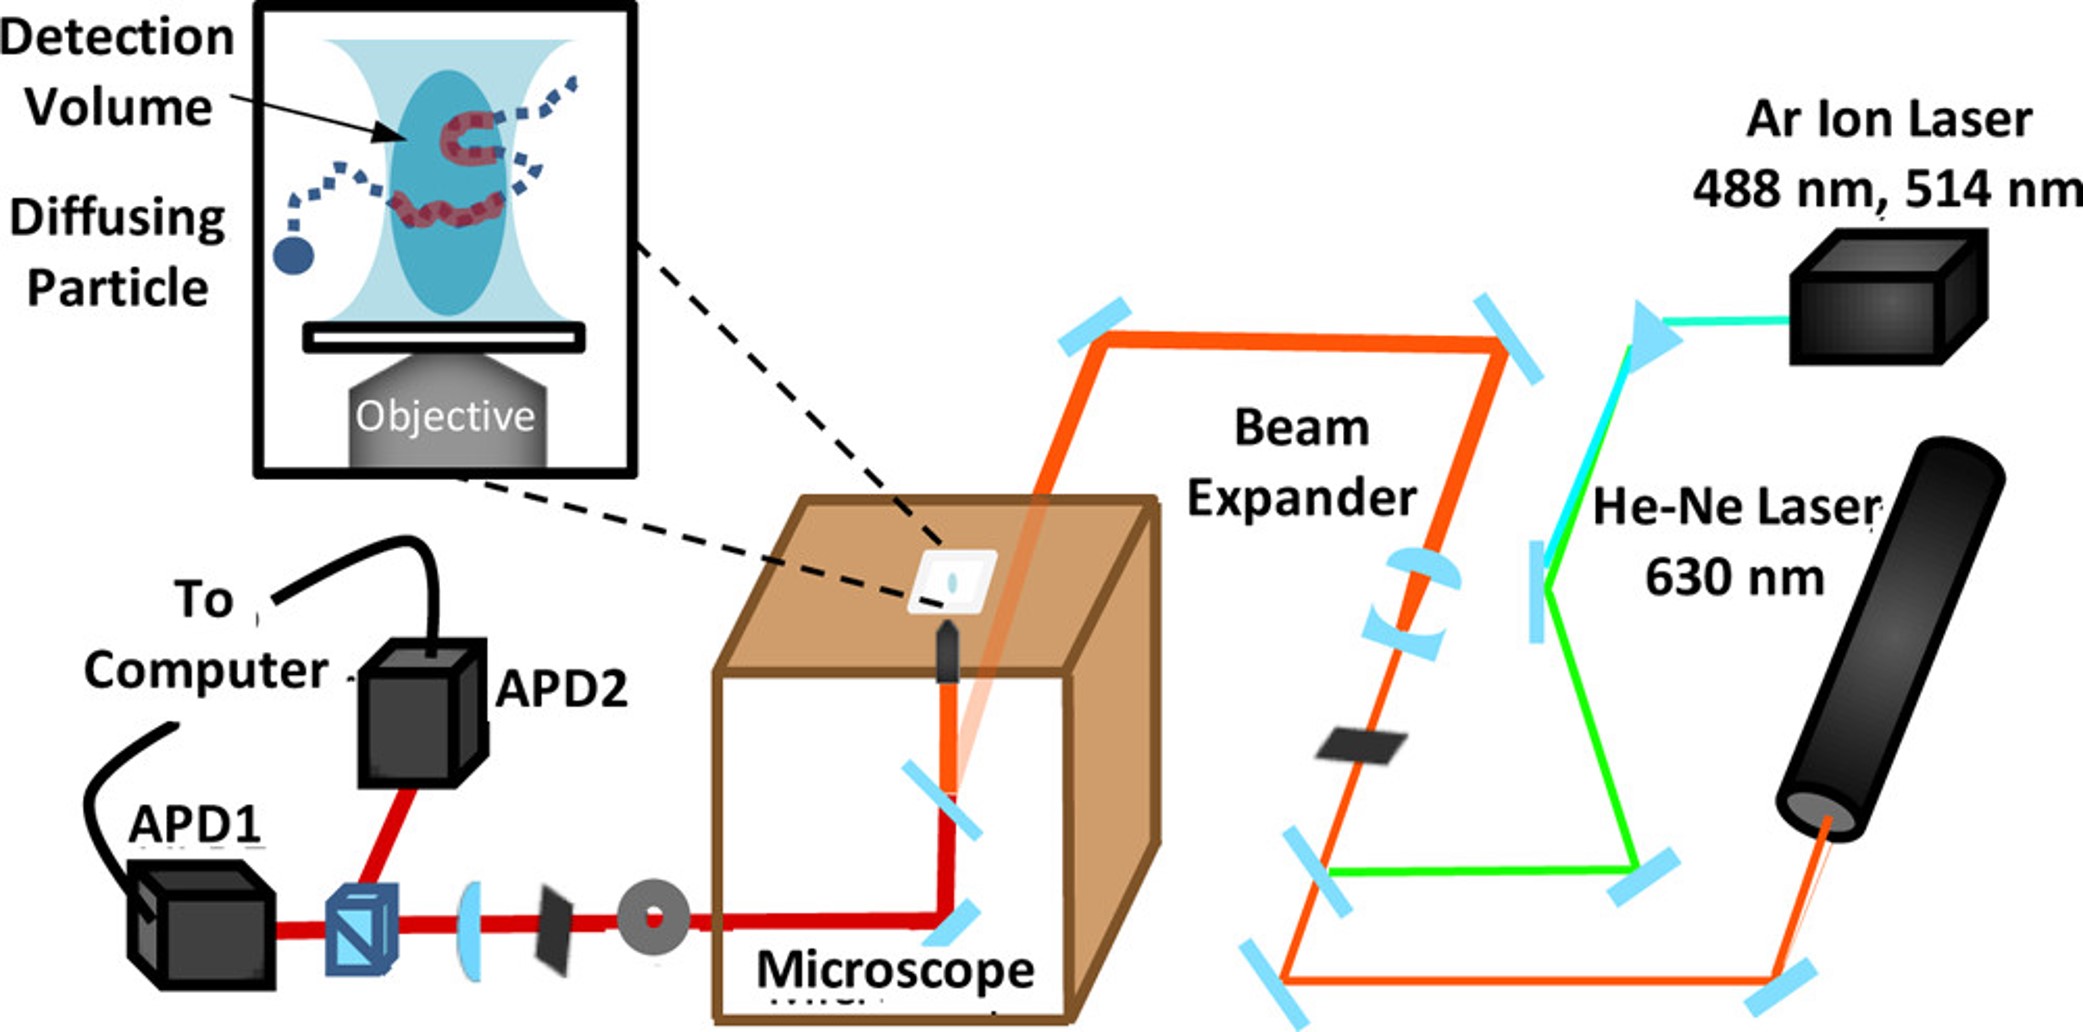 Detection
Volume
Diffusing
Particle
Objective
To
Computer
APD2
APD1
Microscope
Beam
Expander
Ar Ion Laser
488 nm, 514 nm
He-Ne Laser
630 nm